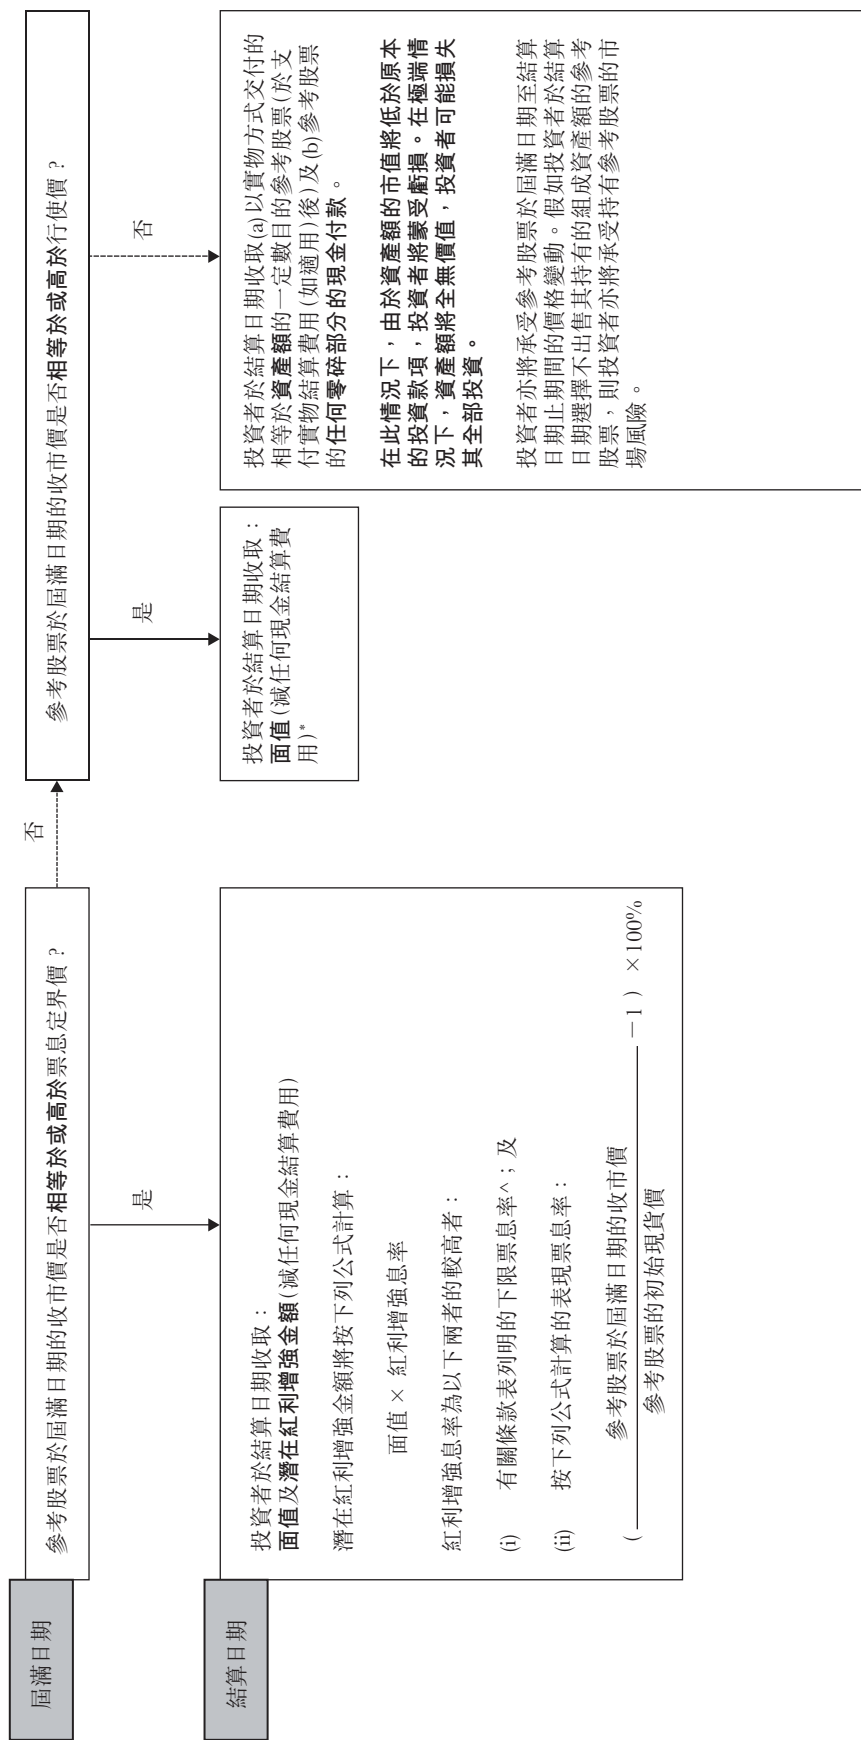 屆滿日期
參考股票於屆滿日期的收市價是否相等於或高於票息定界價？
否
參考股票於屆滿日期的收市價是否相等於或高於行使價？
是
是
否
結算日期
投資者於結算日期收取：
面值及潛在紅利增強金額(減任何現金結算費用)
潛在紅利增強金額將按下列公式計算：
面值 × 紅利增強息率
紅利增強息率為以下兩者的較高者：
(i) 有關條款表列明的下限票息率^；及
(ii) 按下列公式計算的表現票息率：
參考股票於屆滿日期的收市價
( －1 ) ×100%
參考股票的初始現貨價
投資者於結算日期收取：
面值(減任何現金結算費
用)*
投資者於結算日期收取(a)以實物方式交付的
相等於資產額的一定數目的參考股票(於支
付實物結算費用(如適用)後)及(b)參考股票
的任何零碎部分的現金付款。
在此情況下，由於資產額的市值將低於原本
的投資款項，投資者將蒙受虧損。在極端情
況下，資產額將全無價值，投資者可能損失
其全部投資。
投資者亦將承受參考股票於屆滿日期至結算
日期止期間的價格變動。假如投資者於結算
日期選擇不出售其持有的組成資產額的參考
股票，則投資者亦將承受持有參考股票的市
場風險。